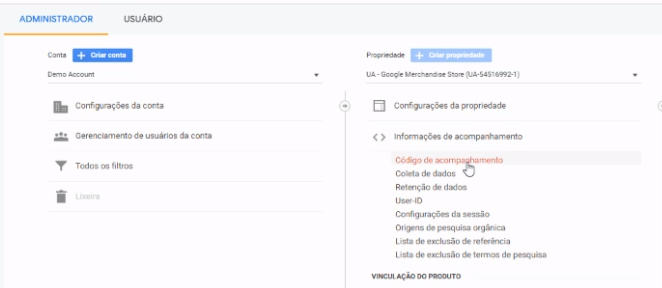 ADMINISTRADOR USUÁRIO
Conta + Criar conta
Demo Account
Configurações da conta
Gerenciamento de usuários da conta
Todos os filtros
Lixeira
Propriedade + Criar propriedade
UA - Google Merchandise Store (UA-54516992-1)
Configurações da propriedade
Informações de acompanhamento
Código de acompanhamento
Coleta de dados
Retenção de dados
User-ID
Configurações da sessão
Origens de pesquisa orgânica
Lista de exclusão de referência
Lista de exclusão de termos de pesquisa
VINCULAÇÃO DO PRODUTO